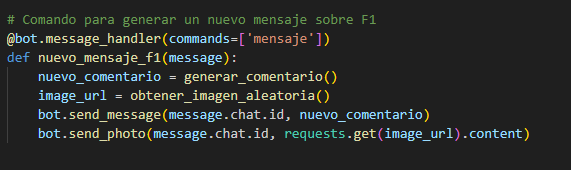 # Comando para generar un nuevo mensaje sobre F1
@bot.message_handler(commands=['mensaje'])
def nuevo_mensaje_f1(message):
    nuevo_comentario = generar_comentario()
    image_url = obtener_imagen_aleatoria()
    bot.send_message(message.chat.id, nuevo_comentario)
    bot.send_photo(message.chat.id, requests.get(image_url).content)